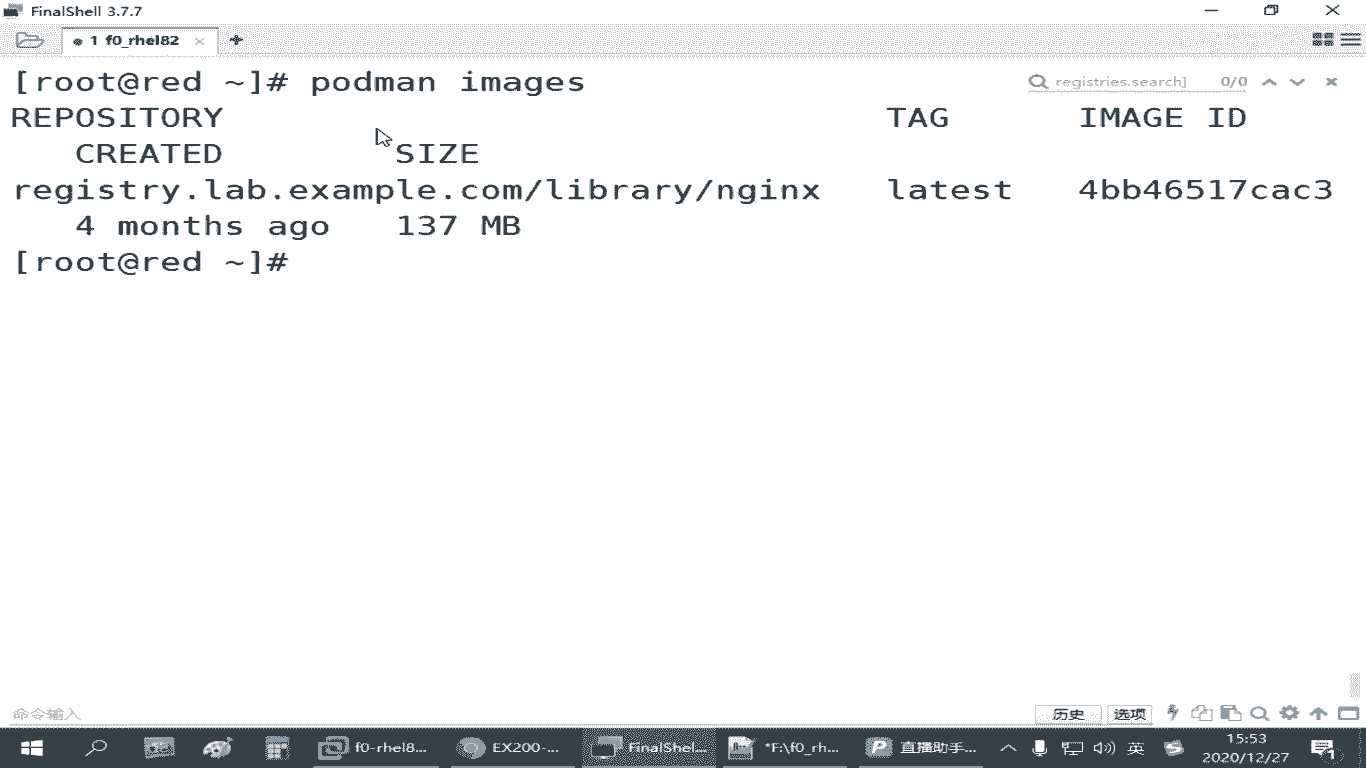 FinalShell 3.7.7
1 f0_rhel82
[root@red ~]# podman images
registries.search] 0/0
REPOSITORY TAG IMAGE ID
CREATED SIZE
registry.lab.example.com/library/nginx latest 4bb46517cac3
4 months ago 137 MB
[root@red ~]#
命令输入
历史 选项
f0-rhel8...
EX200-...
FinalShel...
*F:\f0_rh...
直播助手...
英
15:53
2020/12/27
1